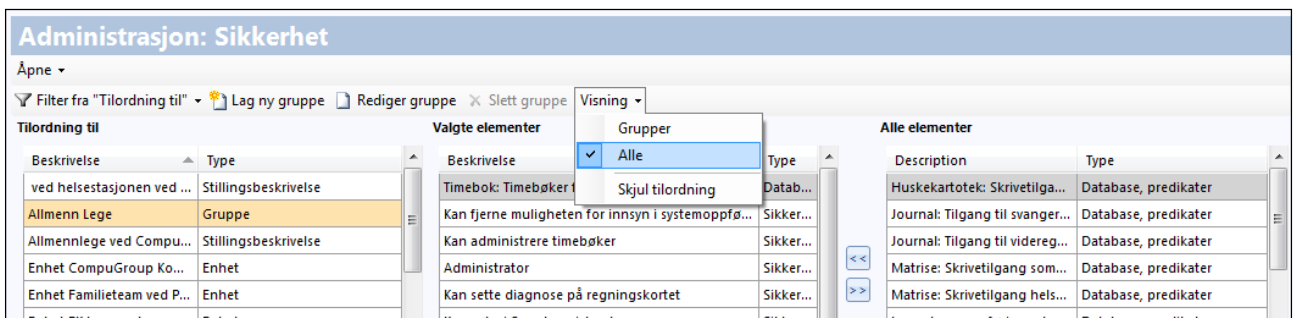 Administrasjon: Sikkerhet
Åpne
Filter fra "Tilordning til" Lag ny gruppe Rediger gruppe Slett gruppe Visning
Tilordning til Valgte elementer Grupper Alle elementer
Beskrivelse Type Beskrivelse Alle Type Description Type
ved helsestasjonen ved ... Stillingsbeskrivelse Timebok: Timebøker Skjul tilordning Datab... Huskekartotek: Skrivetilga... Database, predikater
Allmenn Lege Gruppe Kan fjerne muligheten for innsyn i systemoppfø... Sikker... Journal: Tilgang til svanger... Database, predikater
Allmennlege ved Compu... Stillingsbeskrivelse Kan administrere timebøker Sikker... Journal: Tilgang til videreg... Database, predikater
Enhet CompuGroup Ko... Enhet Administrator Sikker... << Matrise: Skrivetilgang som... Database, predikater
Enhet Familieteam ved P... Enhet Kan sette diagnose på regningskortet Sikker... >> Matrise: Skrivetilgang hels... Database, predikater